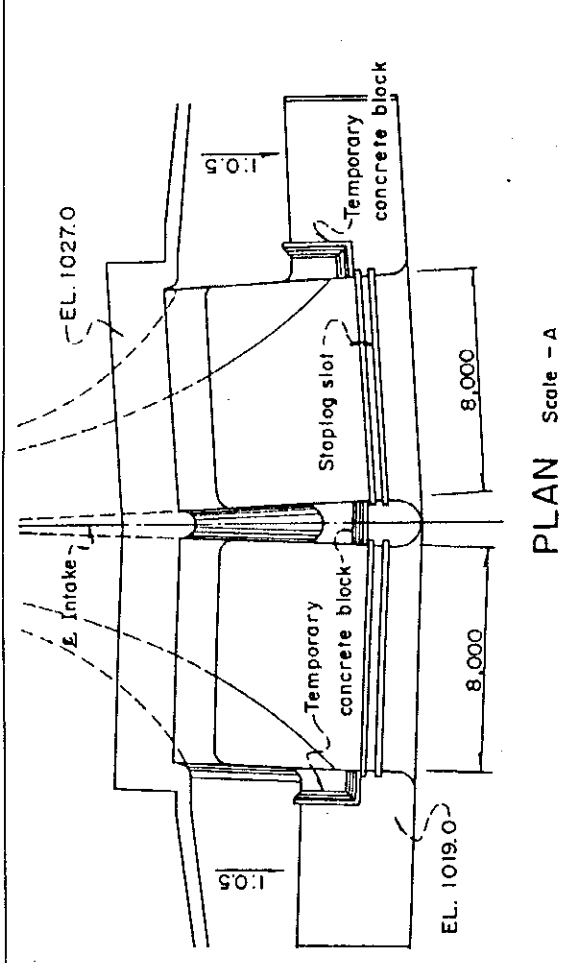 EL. 1027.0
1:0.5
1:0.5
℄ Intake
Temporary
concrete block
Temporary
concrete block
Stoplog slot
EL. 1019.0
8,000
8,000
PLAN Scale - A